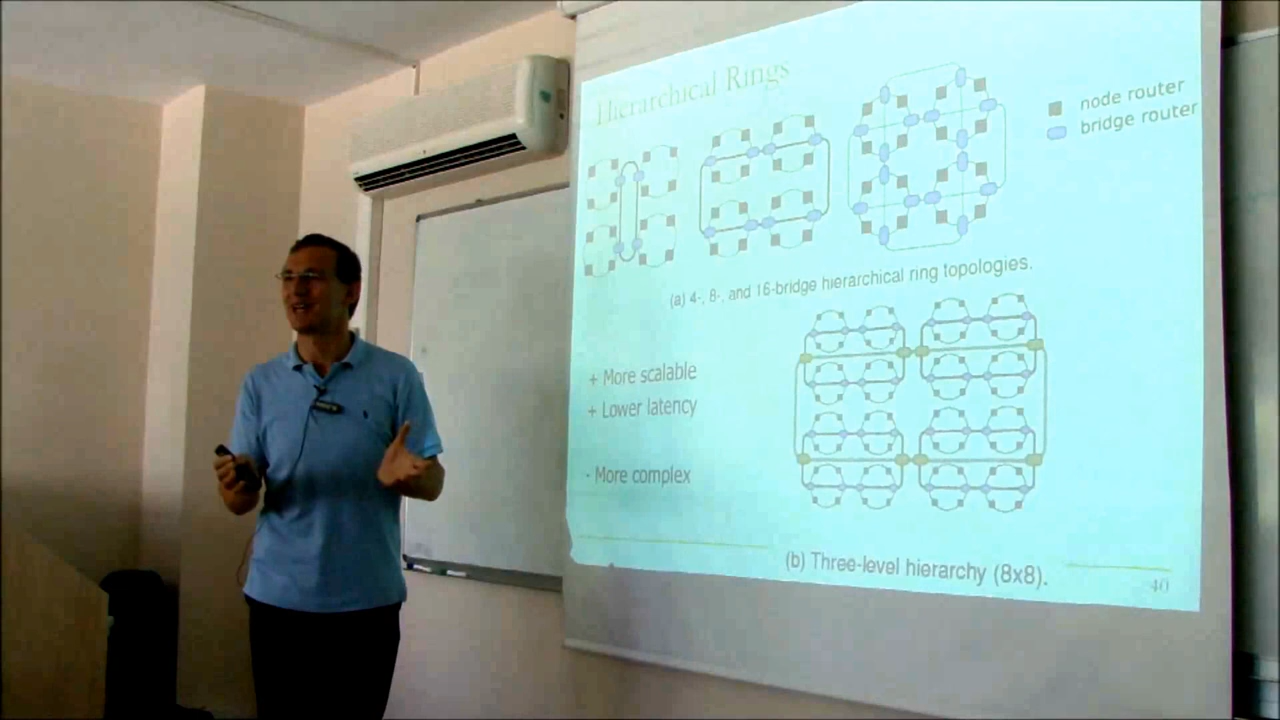 Hierarchical Rings
node router
bridge router
(a) 4-, 8-, and 16-bridge hierarchical ring topologies.
+ More scalable
+ Lower latency
- More complex
(b) Three-level hierarchy (8x8).
40